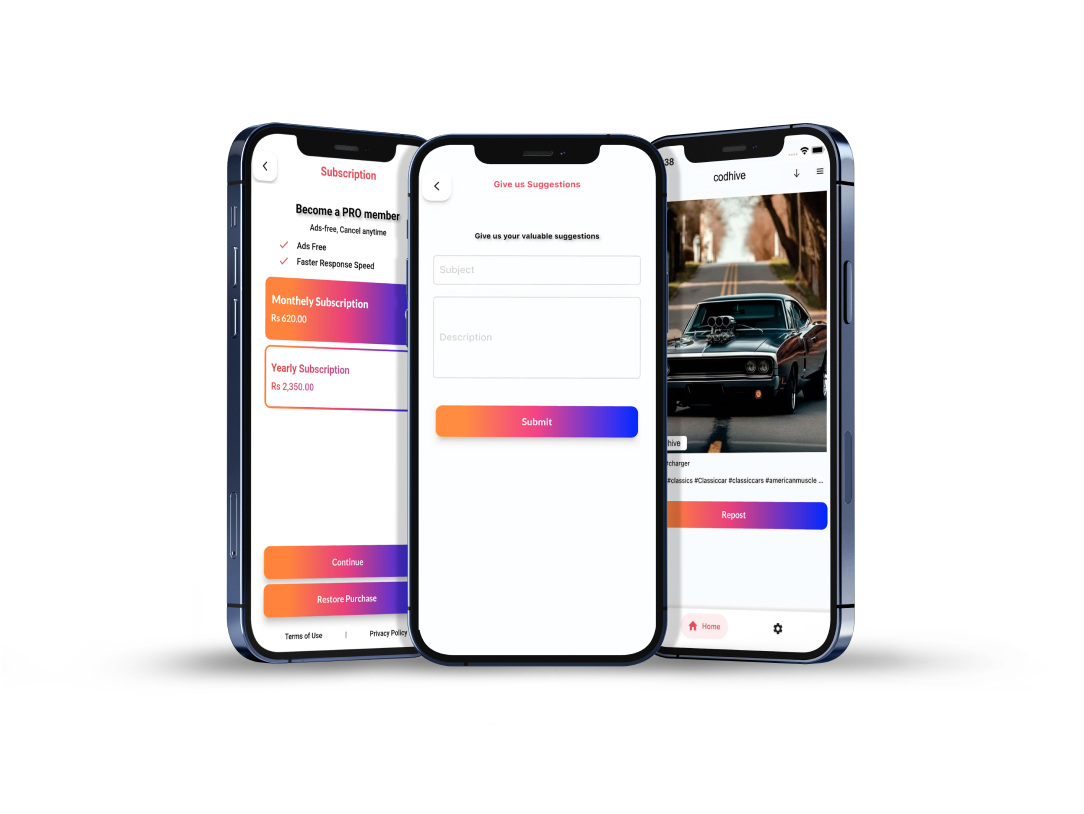 Subscription
Become a PRO member
Ads-free, Cancel anytime
Ads Free
Faster Response Speed
Monthely Subscription
Rs 620.00
Yearly Subscription
Rs 2,350.00
Continue
Restore Purchase
Terms of Use | Privacy Policy
Give us Suggestions
Give us your valuable suggestions
Subject
Description
Submit
38
codhive
hive
#charger
#classics #Classiccar #classiccars #americanmuscle ...
Repost
Home